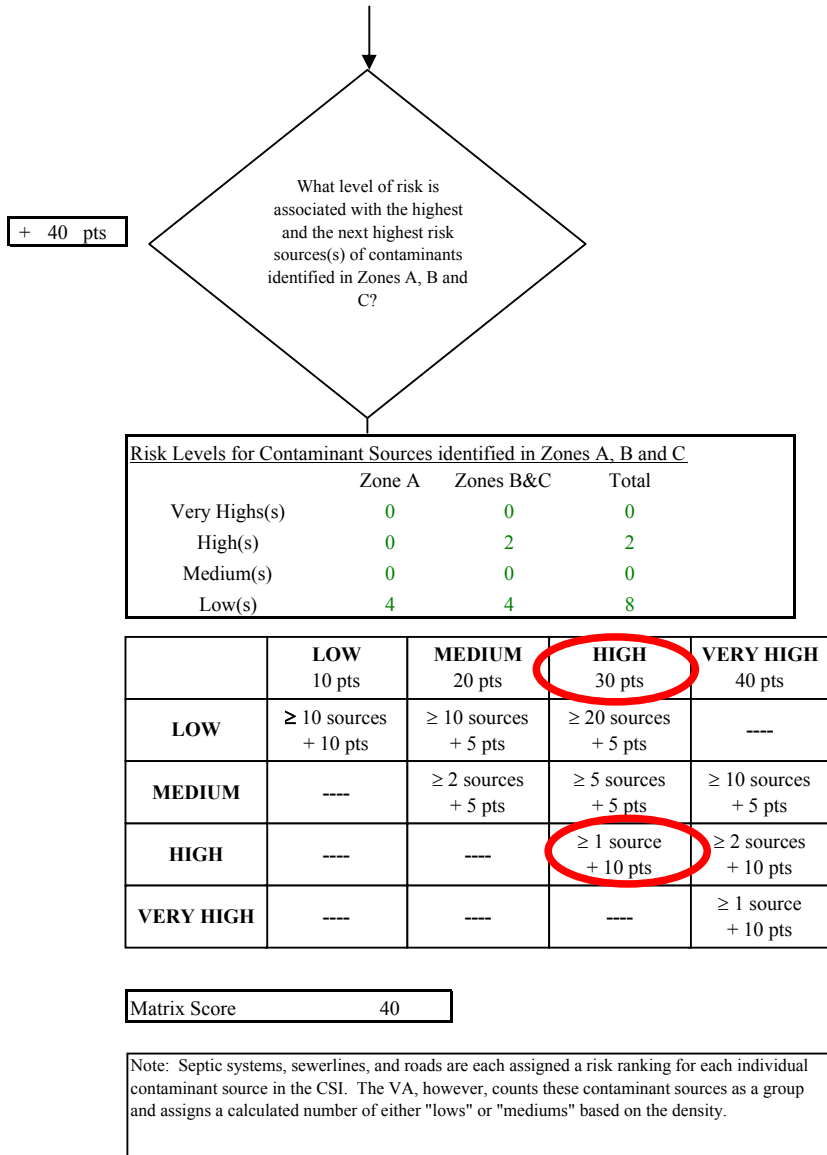 What level of risk is
associated with the highest
and the next highest risk
sources(s) of contaminants
identified in Zones A, B and
C?
+ 40 pts
Risk Levels for Contaminant Sources identified in Zones A, B and C
Zone A Zones B&C Total
Very Highs(s) 0 0 0
High(s) 0 2 2
Medium(s) 0 0 0
Low(s) 4 4 8
LOW MEDIUM HIGH VERY HIGH
10 pts 20 pts 30 pts 40 pts
LOW ≥ 10 sources ≥ 10 sources ≥ 20 sources ----
+ 10 pts + 5 pts + 5 pts
MEDIUM ---- ≥ 2 sources ≥ 5 sources ≥ 10 sources
+ 5 pts + 5 pts + 5 pts
HIGH ---- ---- ≥ 1 source ≥ 2 sources
+ 10 pts + 10 pts
VERY HIGH ---- ---- ---- ≥ 1 source
+ 10 pts
Matrix Score 40
Note: Septic systems, sewerlines, and roads are each assigned a risk ranking for each individual
contaminant source in the CSI. The VA, however, counts these contaminant sources as a group
and assigns a calculated number of either "lows" or "mediums" based on the density.